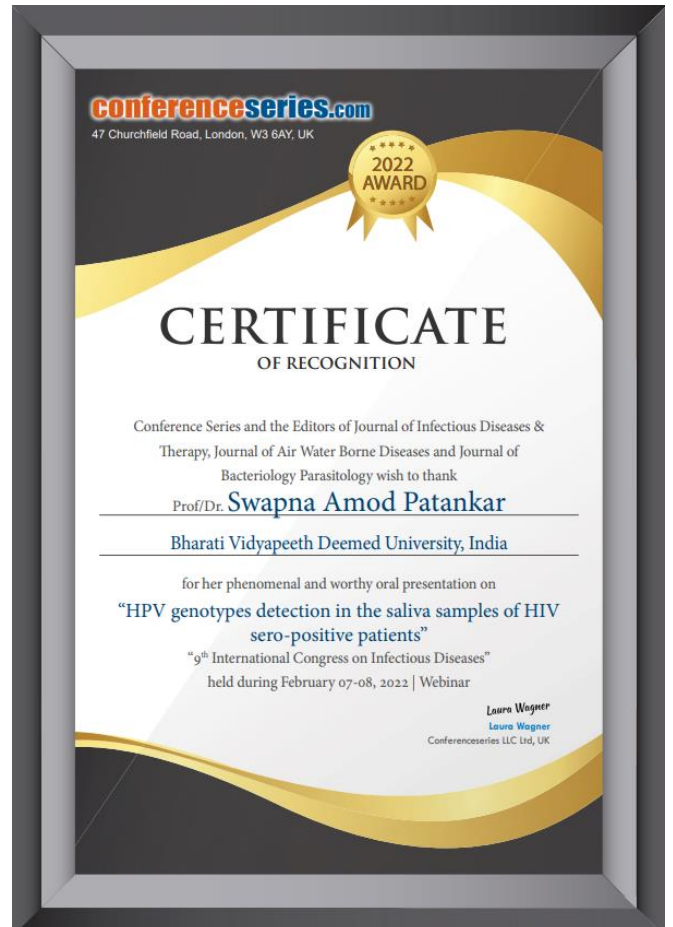 conferenceseries.com
47 Churchfield Road, London, W3 6AY, UK
2022
AWARD
CERTIFICATE
OF RECOGNITION
Conference Series and the Editors of Journal of Infectious Diseases &
Therapy, Journal of Air Water Borne Diseases and Journal of
Bacteriology Parasitology wish to thank
Prof/Dr. Swapna Amod Patankar
Bharati Vidyapeeth Deemed University, India
for her phenomenal and worthy oral presentation on
“HPV genotypes detection in the saliva samples of HIV
sero-positive patients”
“9th International Congress on Infectious Diseases”
held during February 07-08, 2022 | Webinar
Laura Wagner
Laura Wagner
Conferenceseries LLC Ltd, UK